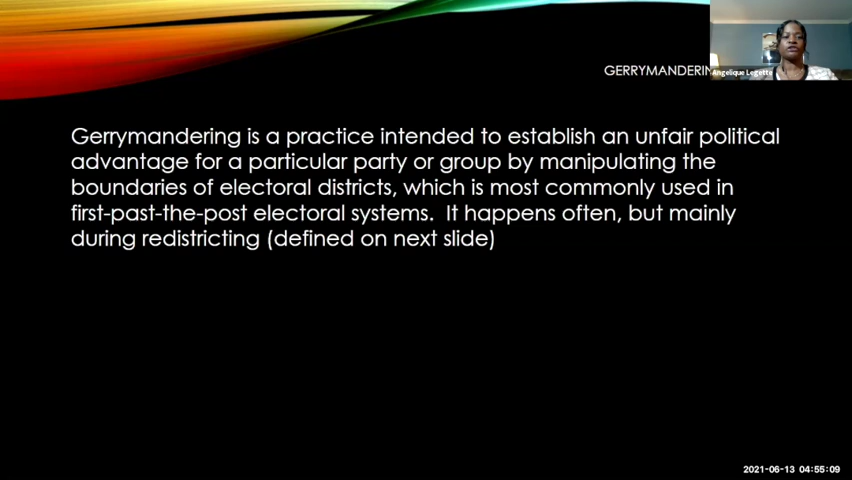 GERRYMANDERIN
Angelique Legette
Gerrymandering is a practice intended to establish an unfair political
advantage for a particular party or group by manipulating the
boundaries of electoral districts, which is most commonly used in
first-past-the-post electoral systems.  It happens often, but mainly
during redistricting (defined on next slide)
2021-06-13 04:55:09